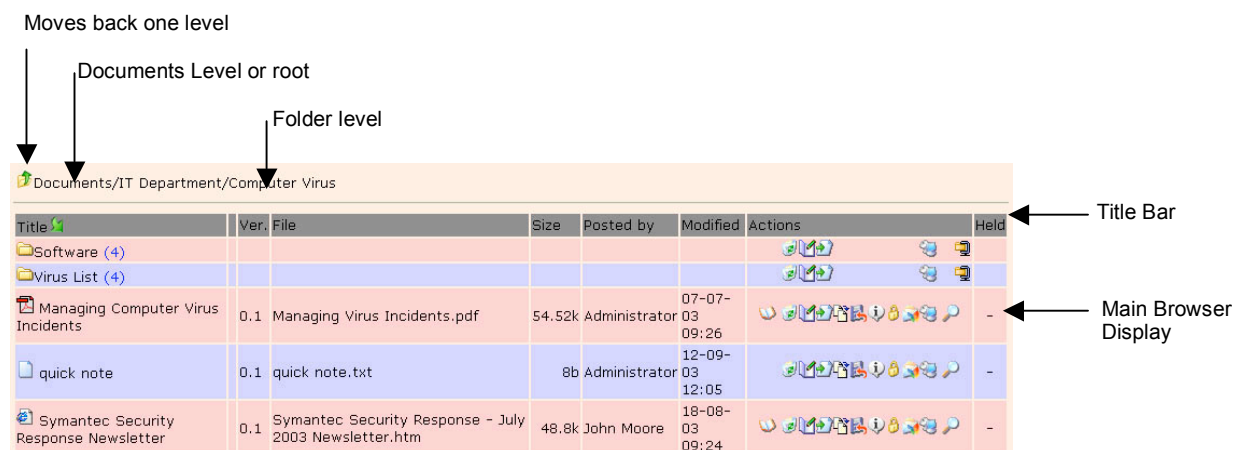 Moves back one level
Documents Level or root
Folder level
Documents/IT Department/Computer Virus
Title Ver. File Size Posted by Modified Actions Held
Title Bar
Software (4)
Virus List (4)
Managing Computer Virus
Incidents
0.1 Managing Virus Incidents.pdf 54.52k Administrator
07-07-
03
09:26
-
Main Browser
Display
quick note 0.1 quick note.txt 8b Administrator
12-09-
03
12:05
-
Symantec Security
Response Newsletter
0.1
Symantec Security Response - July
2003 Newsletter.htm
48.8k John Moore
18-08-
03
09:24
-